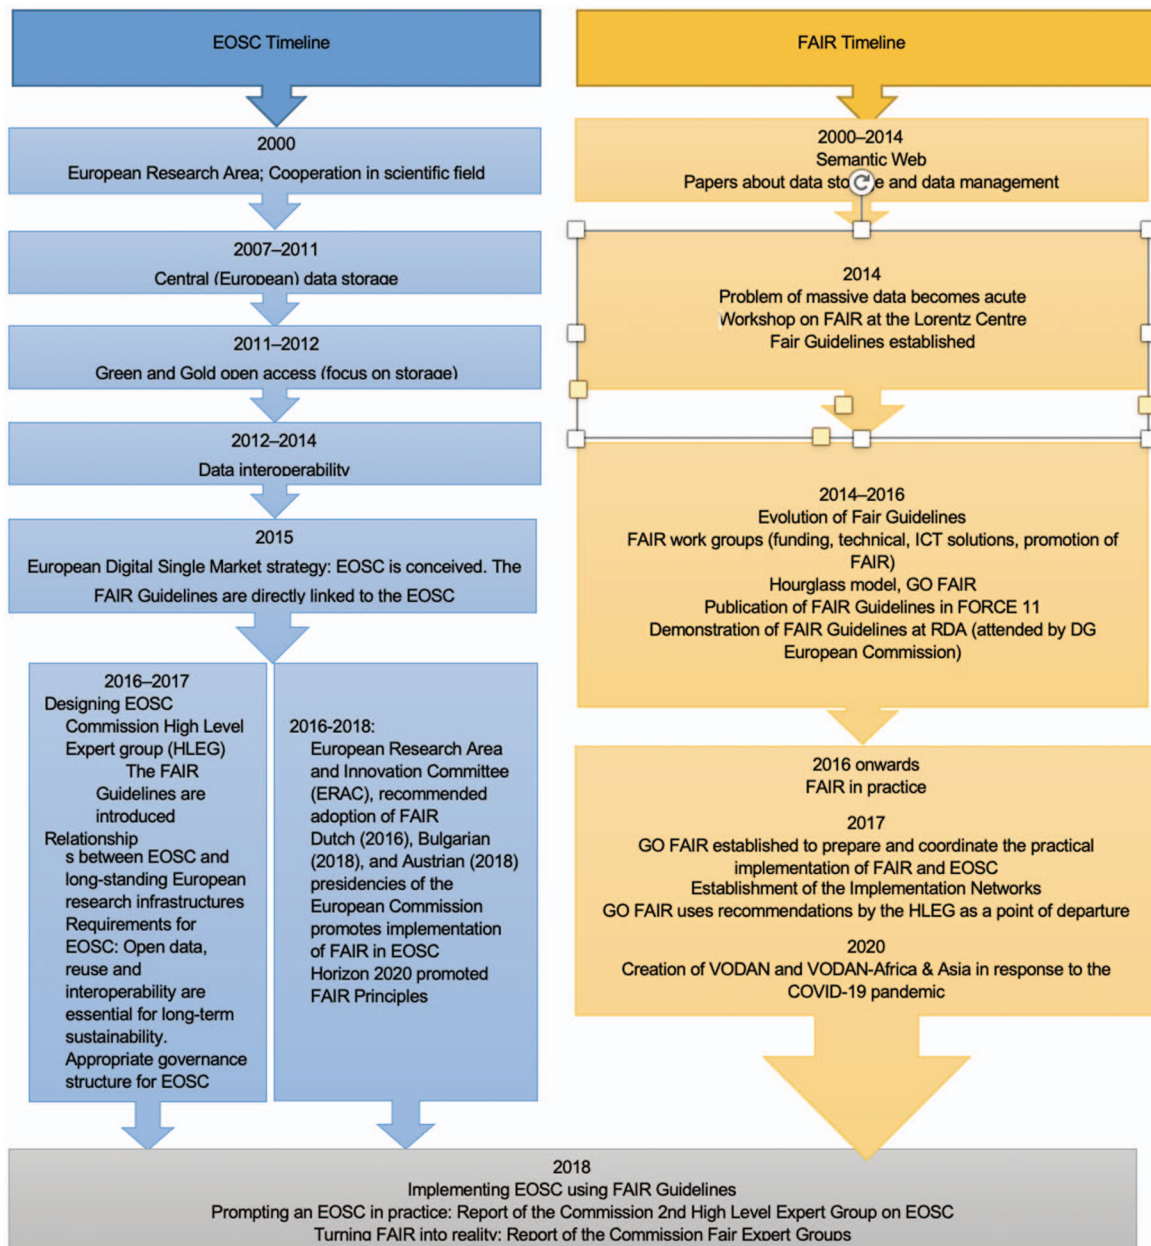 EOSC Timeline
2000
European Research Area; Cooperation in scientific field
2007–2011
Central (European) data storage
2011–2012
Green and Gold open access (focus on storage)
2012–2014
Data interoperability
2015
European Digital Single Market strategy: EOSC is conceived. The
FAIR Guidelines are directly linked to the EOSC
2016–2017
Designing EOSC
Commission High Level
Expert group (HLEG)
The FAIR
Guidelines are
introduced
Relationship
s between EOSC and
long-standing European
research infrastructures
Requirements for
EOSC: Open data,
reuse and
interoperability are
essential for long-term
sustainability.
Appropriate governance
structure for EOSC
2016-2018:
European Research Area
and Innovation Committee
(ERAC), recommended
adoption of FAIR
Dutch (2016), Bulgarian
(2018), and Austrian (2018)
presidencies of the
European Commission
promotes implementation
of FAIR in EOSC
Horizon 2020 promoted
FAIR Principles
FAIR Timeline
2000–2014
Semantic Web
Papers about data and data management
2014
Problem of massive data becomes acute
Workshop on FAIR at the Lorentz Centre
Fair Guidelines established
2014–2016
Evolution of Fair Guidelines
FAIR work groups (funding, technical, ICT solutions, promotion of
FAIR)
Hourglass model, GO FAIR
Publication of FAIR Guidelines in FORCE 11
Demonstration of FAIR Guidelines at RDA (attended by DG
European Commission)
2016 onwards
FAIR in practice
2017
GO FAIR established to prepare and coordinate the practical
implementation of FAIR and EOSC
Establishment of the Implementation Networks
GO FAIR uses recommendations by the HLEG as a point of departure
2020
Creation of VODAN and VODAN-Africa & Asia in response to the
COVID-19 pandemic
2018
Implementing EOSC using FAIR Guidelines
Prompting an EOSC in practice: Report of the Commission 2nd High Level Expert Group on EOSC
Turning FAIR into reality: Report of the Commission Fair Expert Groups